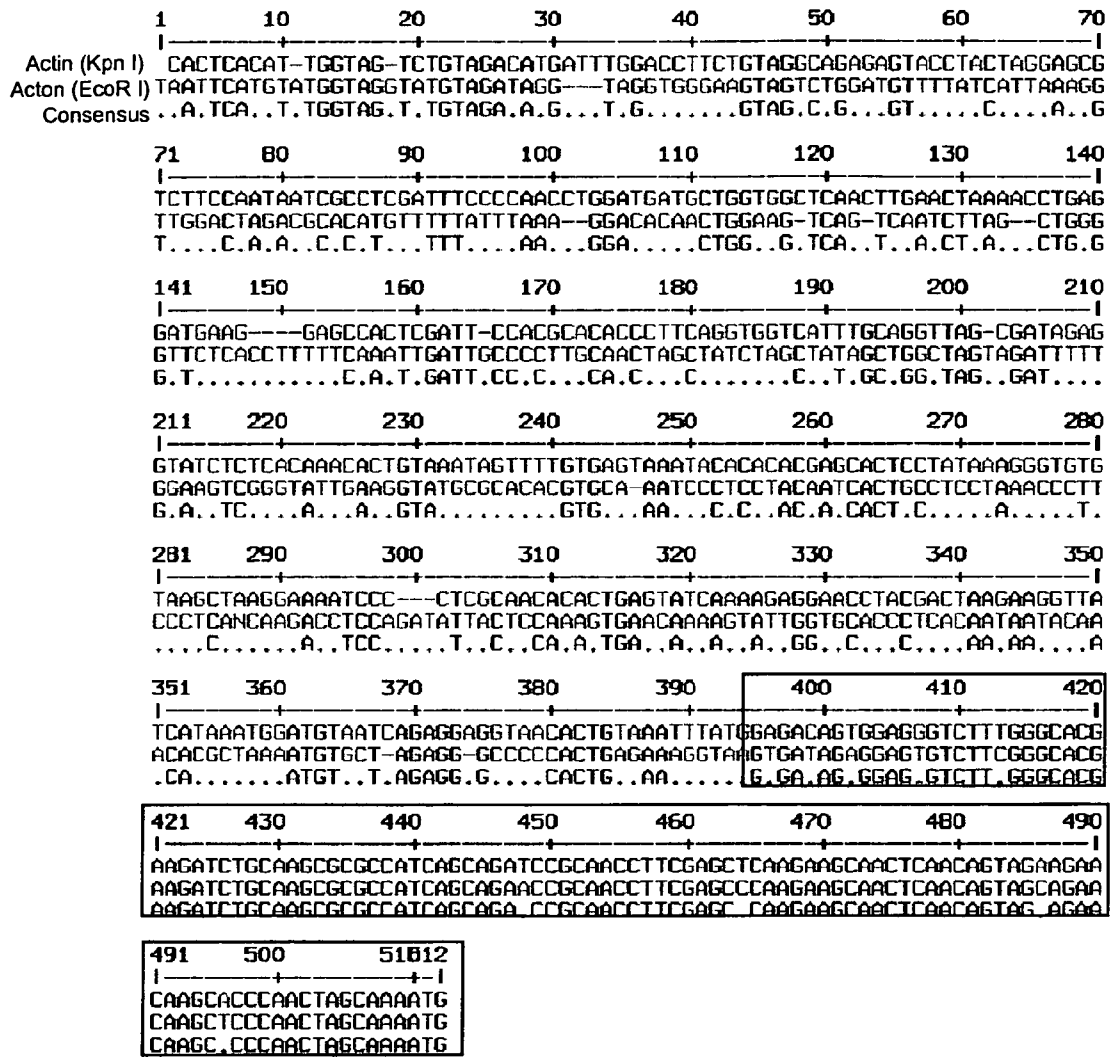 1 10 20 30 40 50 60 70
Actin (Kpn I) CACTCACAT-TGGTAG-TCTGTAGACATGATTTGGACCTTCTGTAGGCAGAGAGTACCTACTAGGAGCG
Acton (EcoR I) TAATTCATGTATGGTAGGTATGTAGATAGG---TAGGTGGGAAGTAGTCTGGATGTTTTATCATTAAAGG
Consensus ..A.TCA..T.TGGTAG.T.TGTAGA.A.G...T.G.......GTAG.C.G...GT.....C....A..G
71 80 90 100 110 120 130 140
TCTTCCAATAATCGCCTCGATTTCCCCAACCTGGATGATGCTGGTGGCTCAACTTGAACTAAAACCTGAG
TTGGACTAGACGCACATGTTTTTATTTAAA--GGACACAACTGGAAG-TCAG-TCAATCTTAG--CTGGG
T....C.A.A..C.C.T...TTT....AA...GGA......CTGG..G.TCA..T..A.CT.A...CTG.G
141 150 160 170 180 190 200 210
GATGAAG----GAGCCACTCGATT-CCACGCACACCCTTCAGGTGGTCATTTGCAGGTTAG-CGATAGAG
GTTCTCACCTTTTTCAAATTGATTGCCCCTTGCAACTAGCTATCTAGCTATAGCTGGCTAGTAGATTTTT
G.T...........C.A.T.GATT.CC.C...CA.C...C.......C..T.GC.GG.TAG..GAT....
211 220 230 240 250 260 270 280
GTATCTCTCACAAACACTGTAAATAGTTTTGTGAGTAAATACACACACGAGCACTCCTATAAAGGGTGTG
GGAAGTCGGGTATTGAAGGTATGCGCACACGTGCA-AATCCCTCCTACAATCACTGCCTCCTAAACCCTT
G.A..TC....A...A..GTA.........GTG...AA...C.C..AC.A.CACT.C.....A.....T.
281 290 300 310 320 330 340 350
TAAGCTAAGGAAAATCCC---CTCGCAACACACTGAGTATCAAAAGAGGAACCTACGACTAAGAAGGTTA
CCCTCANCAAGACCTCCAGATATTACTCCAAAGTGAACAAAAGTATTGGTGCACCCTCACAATAATACAA
....C......A..TCC.....T..C..CA.A.TGA..A..A..A..GG..C...C...AA.AA....A
351 360 370 380 390 400 410 420
TCATAAATGGATGTAATCAGAGGAGGTAACACTGTAAATTTATGGAGACAGTGGAGGGTCTTTGGGCACG
ACACGCTAAAATGTGCT-AGAGG-GCCCCCACTGAGAAAGGTAAGTGATAGAGGAGTGTCTTCGGGCACG
.CA.......ATGT..T.AGAGG.G....CACTG..AA......G.GA.AG.GGAG.GTCTT.GGGCACG
421 430 440 450 460 470 480 490
AAGATCTGCAAGCGCGCCATCAGCAGATCCGCAACCTTCGAGCTCAAGAAGCAACTCAACAGTAGAAGAA
AAGATCTGCAAGCGCGCCATCAGCAGAACCGCAACCTTCGAGCCCAAGAAGCAACTCAACAGTAGCAGAA
AAGATCTGCAAGCGCGCCATCAGCAGA.CCGCAACCTTCGAGC.CAAGAAGCAACTCAACAGTAG.AGAA
491 500 510 512
CAAGCACCCAACTAGCAAAATG
CAAGCTCCCAACTAGCAAAATG
CAAGC.CCCAACTAGCAAAATG